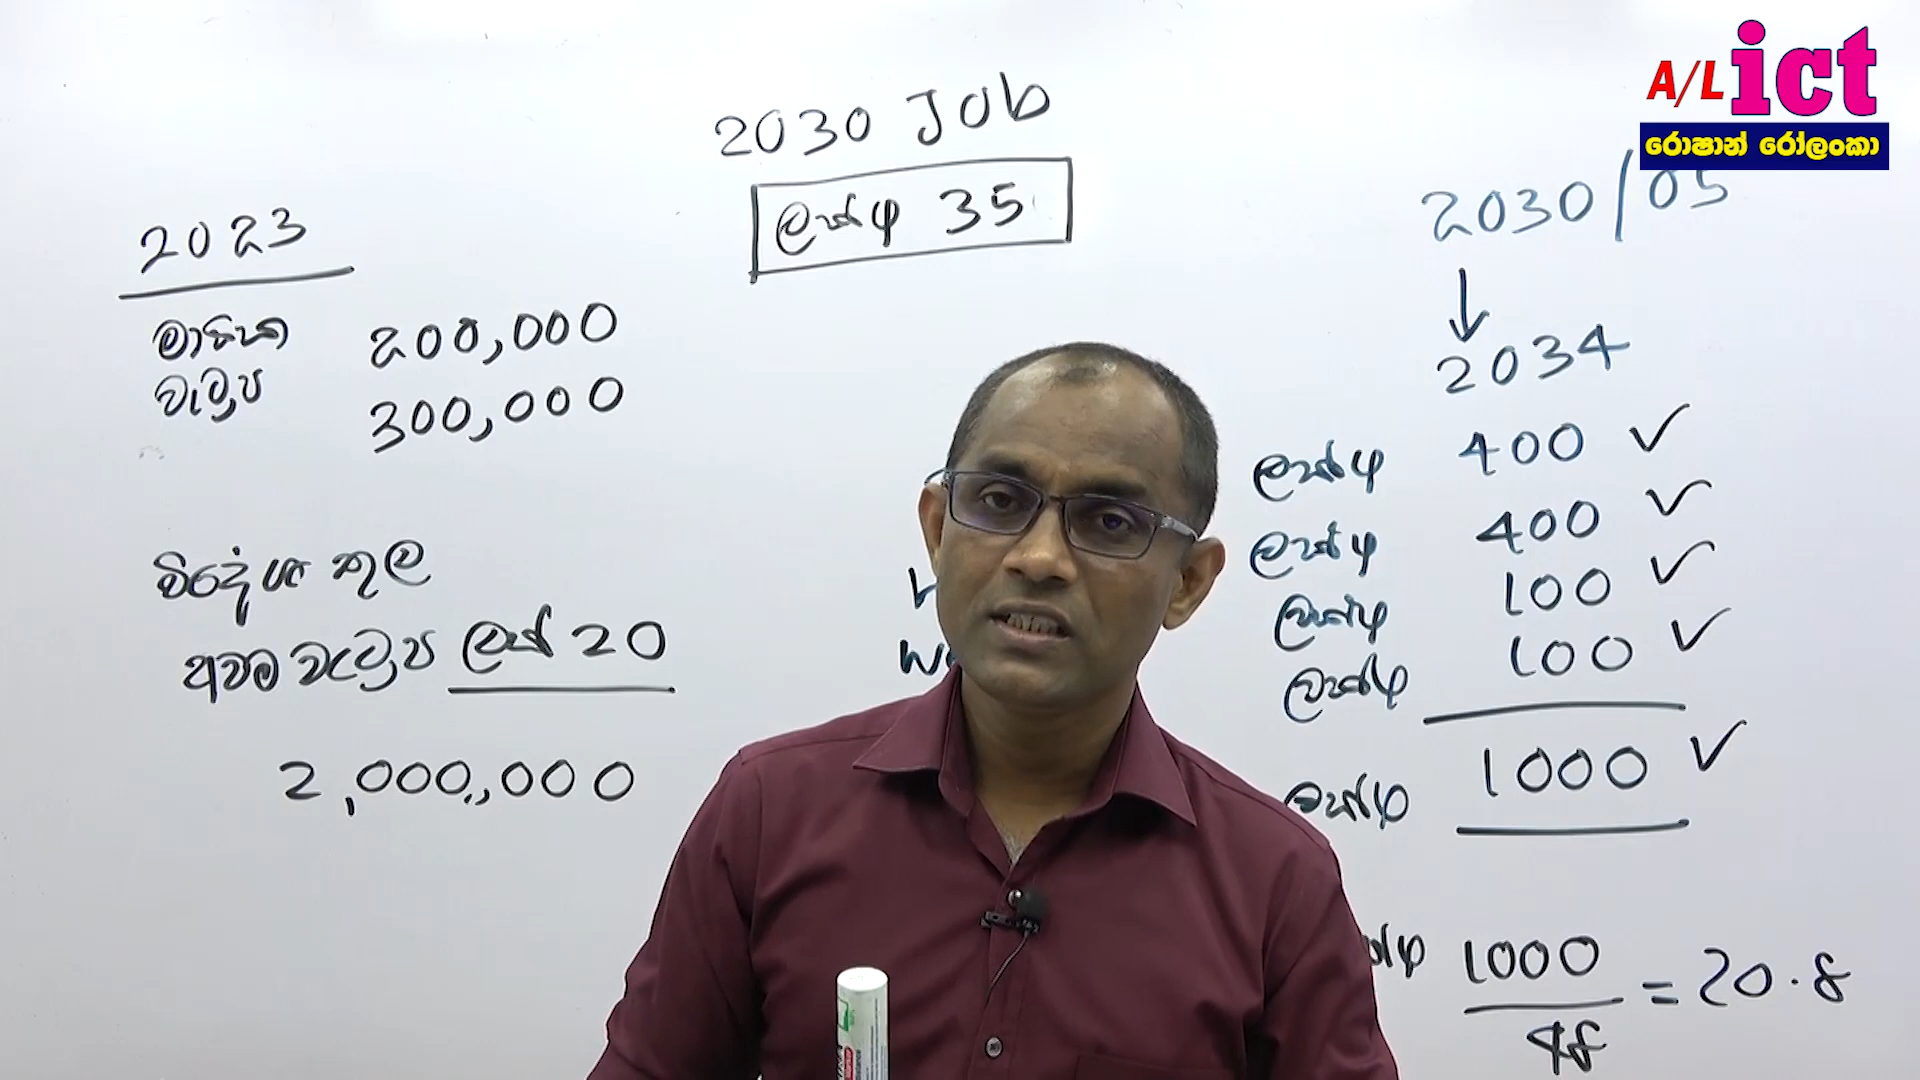 A/L ict
රොෂාන් රෝලංකා
2030 Job
ලක්ෂ 35
2023
මාසික 200,000
වැටුප 300,000
විදේශ තුල
අවම වැටුප ලක්ෂ 20
2,000,000
2030/05
2034
ලක්ෂ 400 ✓
ලක්ෂ 400 ✓
ලක්ෂ 100 ✓
ලක්ෂ 100 ✓
ලක්ෂ 1000 ✓
1000
48
= 20.8